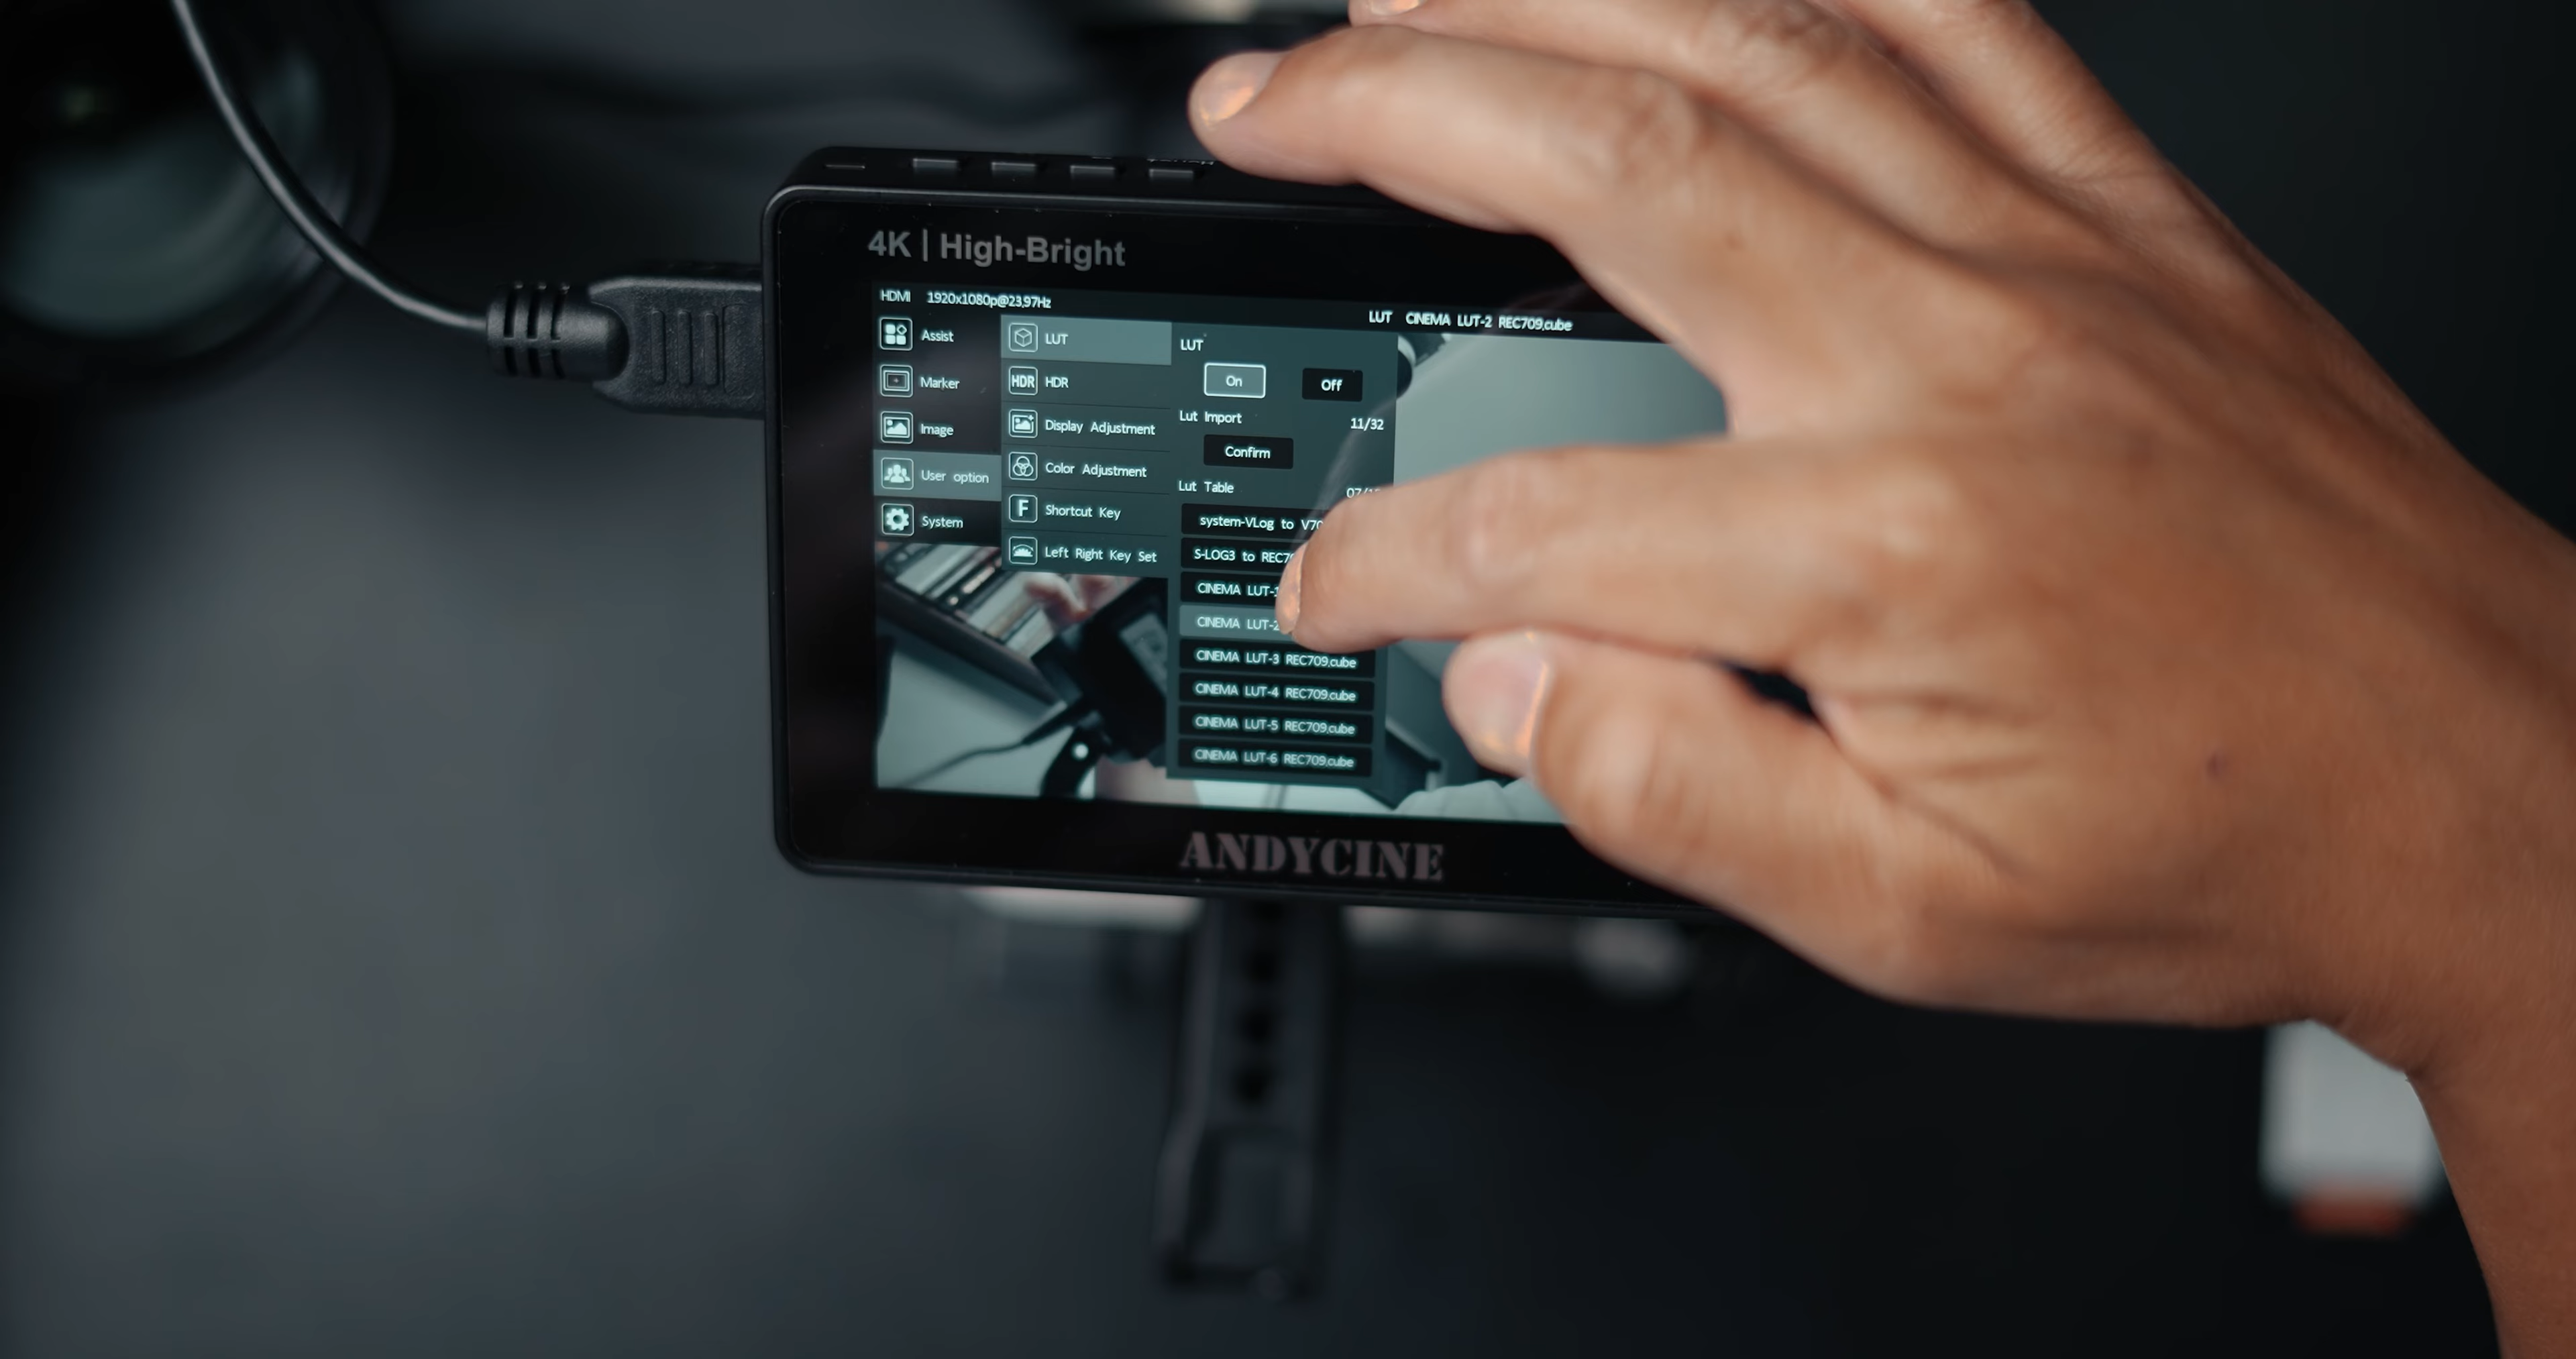 4K | High-Bright
HDMI 1920x1080p@23.97Hz
LUT CINEMA LUT-2 REC709.cube
Assist
Marker
Image
User option
System
LUT
HDR HDR
Display Adjustment
Color Adjustment
F Shortcut Key
Left Right Key Set
LUT
On Off
Lut Import 11/32
Confirm
Lut Table
system-VLog to
S-LOG3 to
CINEMA
CINEMA LUT-2
CINEMA LUT-3 REC709.cube
CINEMA LUT-4 REC709.cube
CINEMA LUT-5 REC709.cube
CINEMA LUT-6 REC709.cube
ANDYCINE